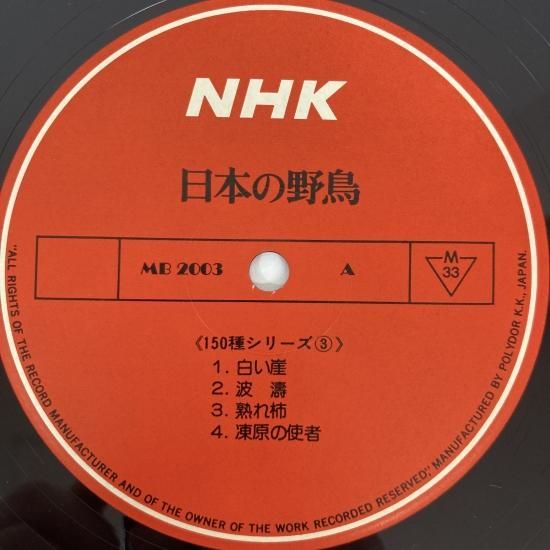 NHK
日本の野鳥
MB 2003 A M 33
《150種シリーズ③》
1. 白い崖
2. 波 濤
3. 熟れ柿
4. 凍原の使者
"ALL RIGHTS OF THE RECORD MANUFACTURER AND OF THE OWNER OF THE WORK RECORDED RESERVED," MANUFACTURED BY POLYDOR K.K., JAPAN.